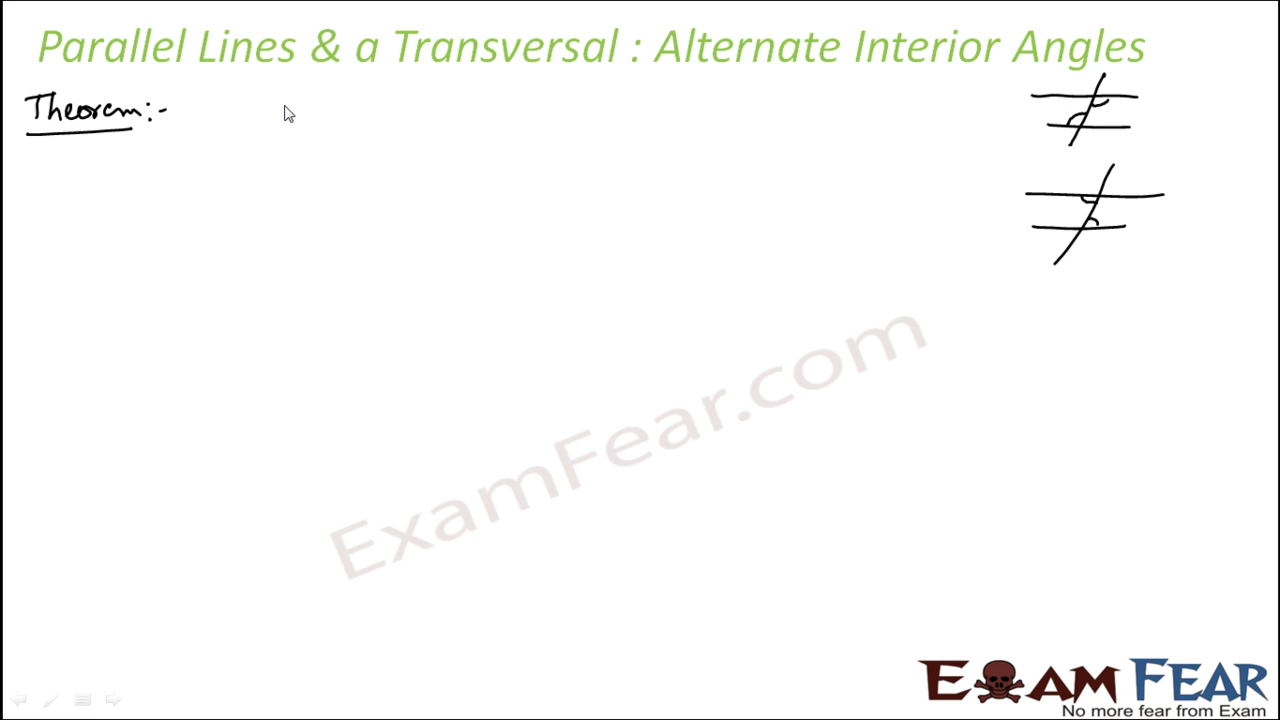 Parallel Lines & a Transversal : Alternate Interior Angles
Theorem:-
ExamFear.com
EXAM FEAR
No more fear from Exam